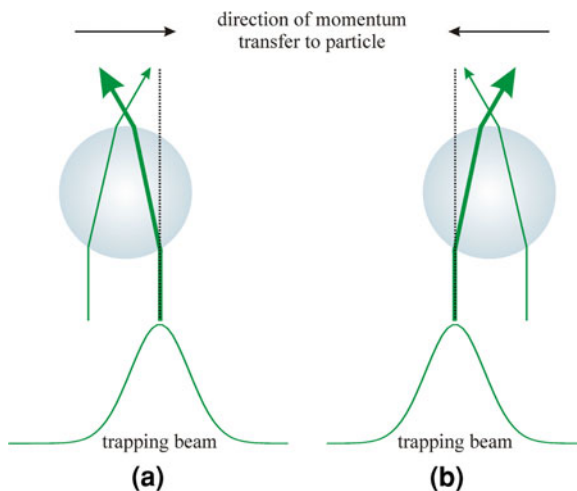 direction of momentum
transfer to particle
trapping beam
trapping beam
(a)
(b)